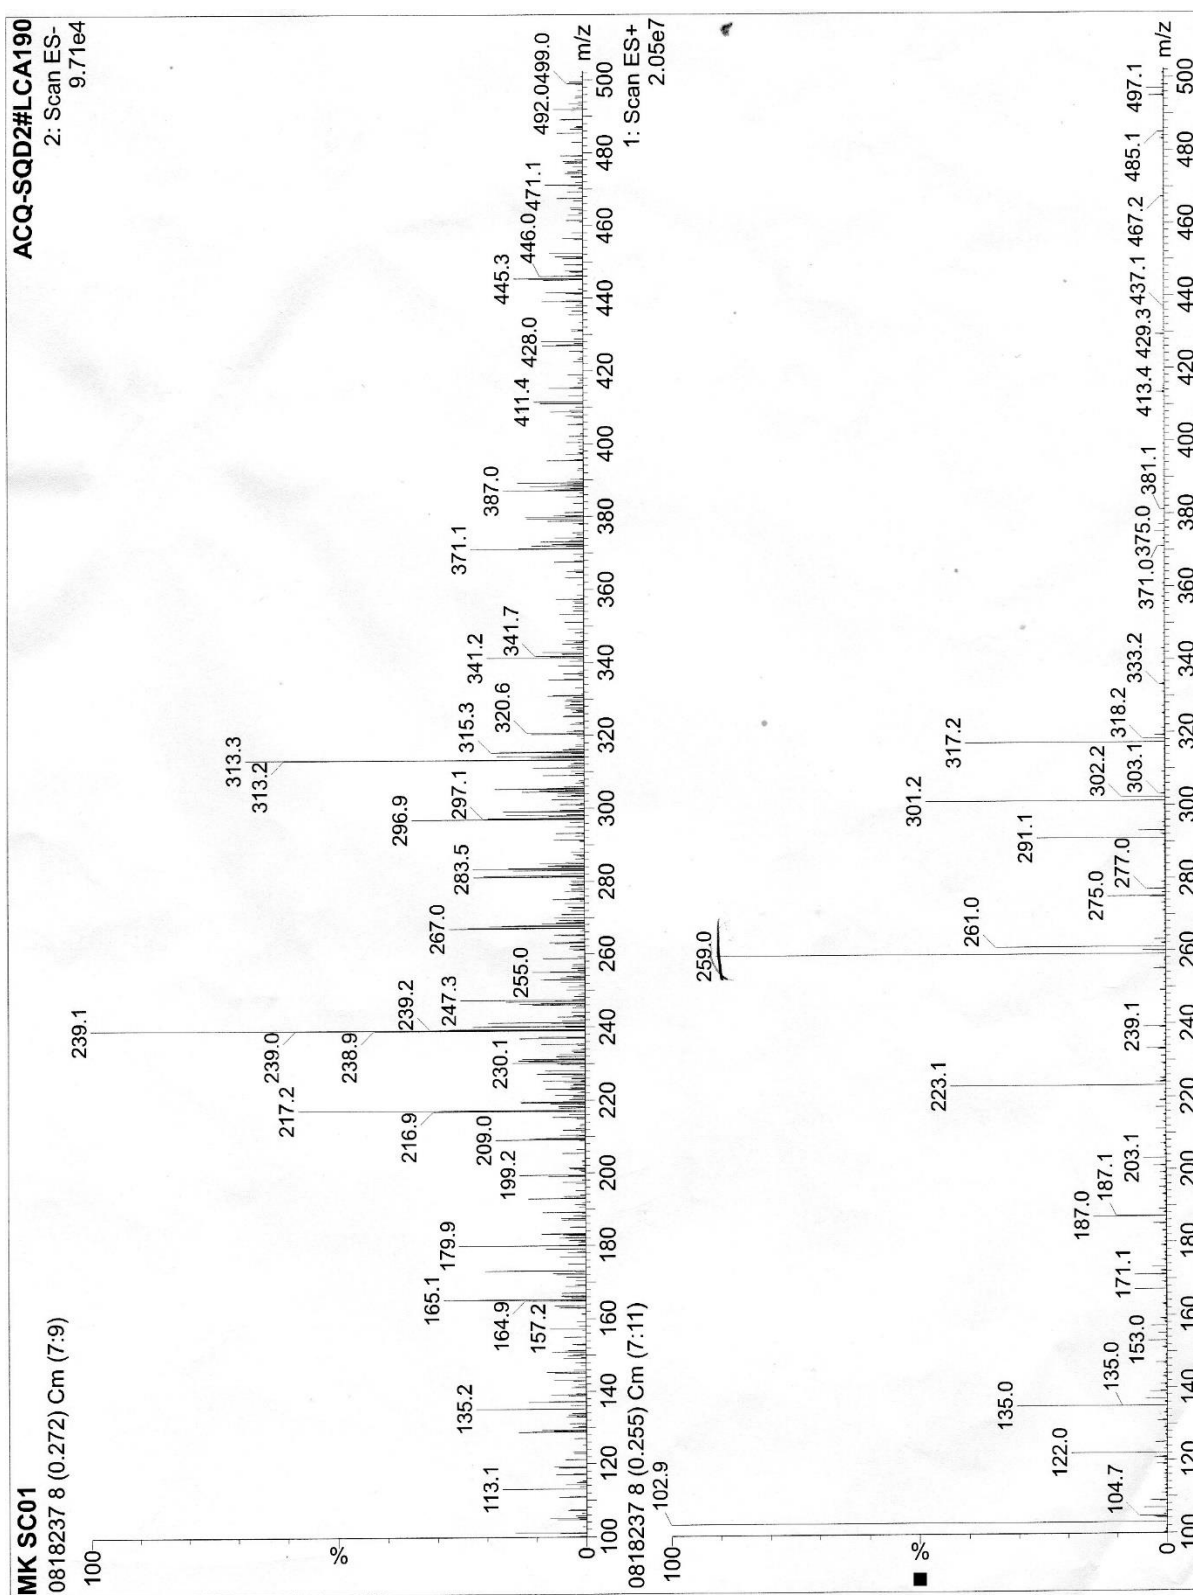 MK SC01 ACQ-SQD2#LCA190
0818237 8 (0.272) Cm (7:9) 2: Scan ES-
9.71e4
100
%
0
113.1 135.2 157.2 164.9 165.1 179.9 199.2 209.0 216.9 217.2 230.1 238.9 239.0 239.1 239.2 247.3 255.0 267.0 283.5 296.9 297.1 313.2 313.3 315.3 320.6 341.2 341.7 371.1 387.0 411.4 428.0 445.3 446.0 471.1 492.0 499.0
100 120 140 160 180 200 220 240 260 280 300 320 340 360 380 400 420 440 460 480 500 m/z
0818237 8 (0.255) Cm (7:11) 1: Scan ES+
2.05e7
100
%
0
102.9 104.7 122.0 135.0 135.0 153.0 171.1 187.0 187.1 203.1 223.1 239.1 259.0 261.0 275.0 277.0 291.1 301.2 302.2 303.1 317.2 318.2 333.2 371.0 375.0 381.1 413.4 429.3 437.1 467.2 485.1 497.1
100 120 140 160 180 200 220 240 260 280 300 320 340 360 380 400 420 440 460 480 500 m/z